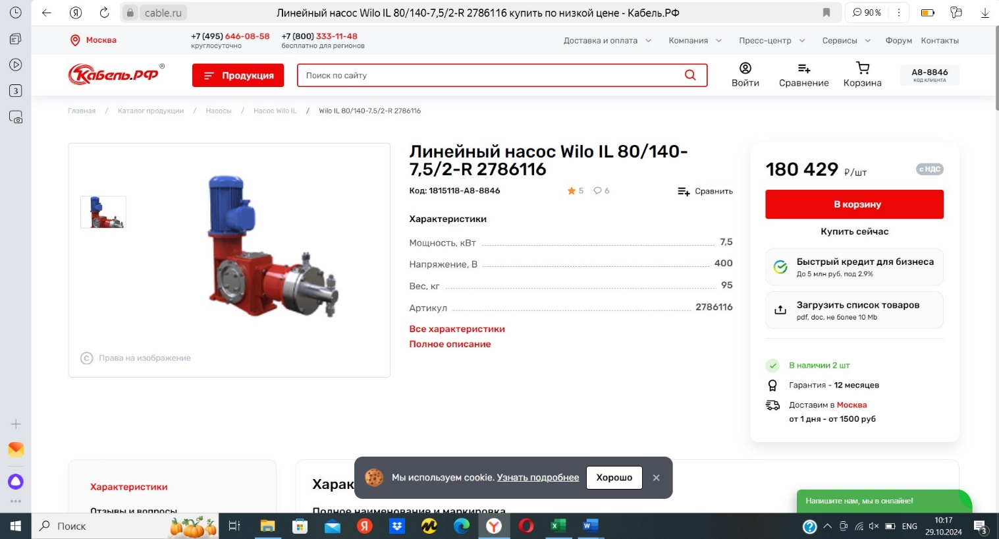 cable.ru
Линейный насос Wilo IL 80/140-7,5/2-R 2786116 купить по низкой цене - Кабель.РФ
90 %
Москва
+7 (495) 646-08-58
круглосуточно
+7 (800) 333-11-48
бесплатно для регионов
Доставка и оплата
Компания
Пресс-центр
Сервисы
Форум
Контакты
Кабель.РФ ®
Продукция
Поиск по сайту
Войти
Сравнение
Корзина
А8-8846
КОД КЛИЕНТА
3
Главная / Каталог продукции / Насосы / Насос Wilo IL / Wilo IL 80/140-7,5/2-R 2786116
Линейный насос Wilo IL 80/140-
7,5/2-R 2786116
Код: 1815118-А8-8846
5
6
Сравнить
Характеристики
Мощность, кВт 7,5
Напряжение, В 400
Вес, кг 95
Артикул 2786116
Все характеристики
Полное описание
© Права на изображение
180 429 ₽/шт
с НДС
В корзину
Купить сейчас
Быстрый кредит для бизнеса
До 5 млн руб. под 2,9%
Загрузить список товаров
pdf, doc, не более 10 Mb
В наличии 2 шт
Гарантия - 12 месяцев
Доставим в Москва
от 1 дня - от 1500 руб
Характеристики
Отзывы и вопросы
Харак
Полное наименование и маркировка
Мы используем cookie. Узнать подробнее
Хорошо
Напишите нам, мы в онлайне!
Поиск
ENG
10:17
29.10.2024
3